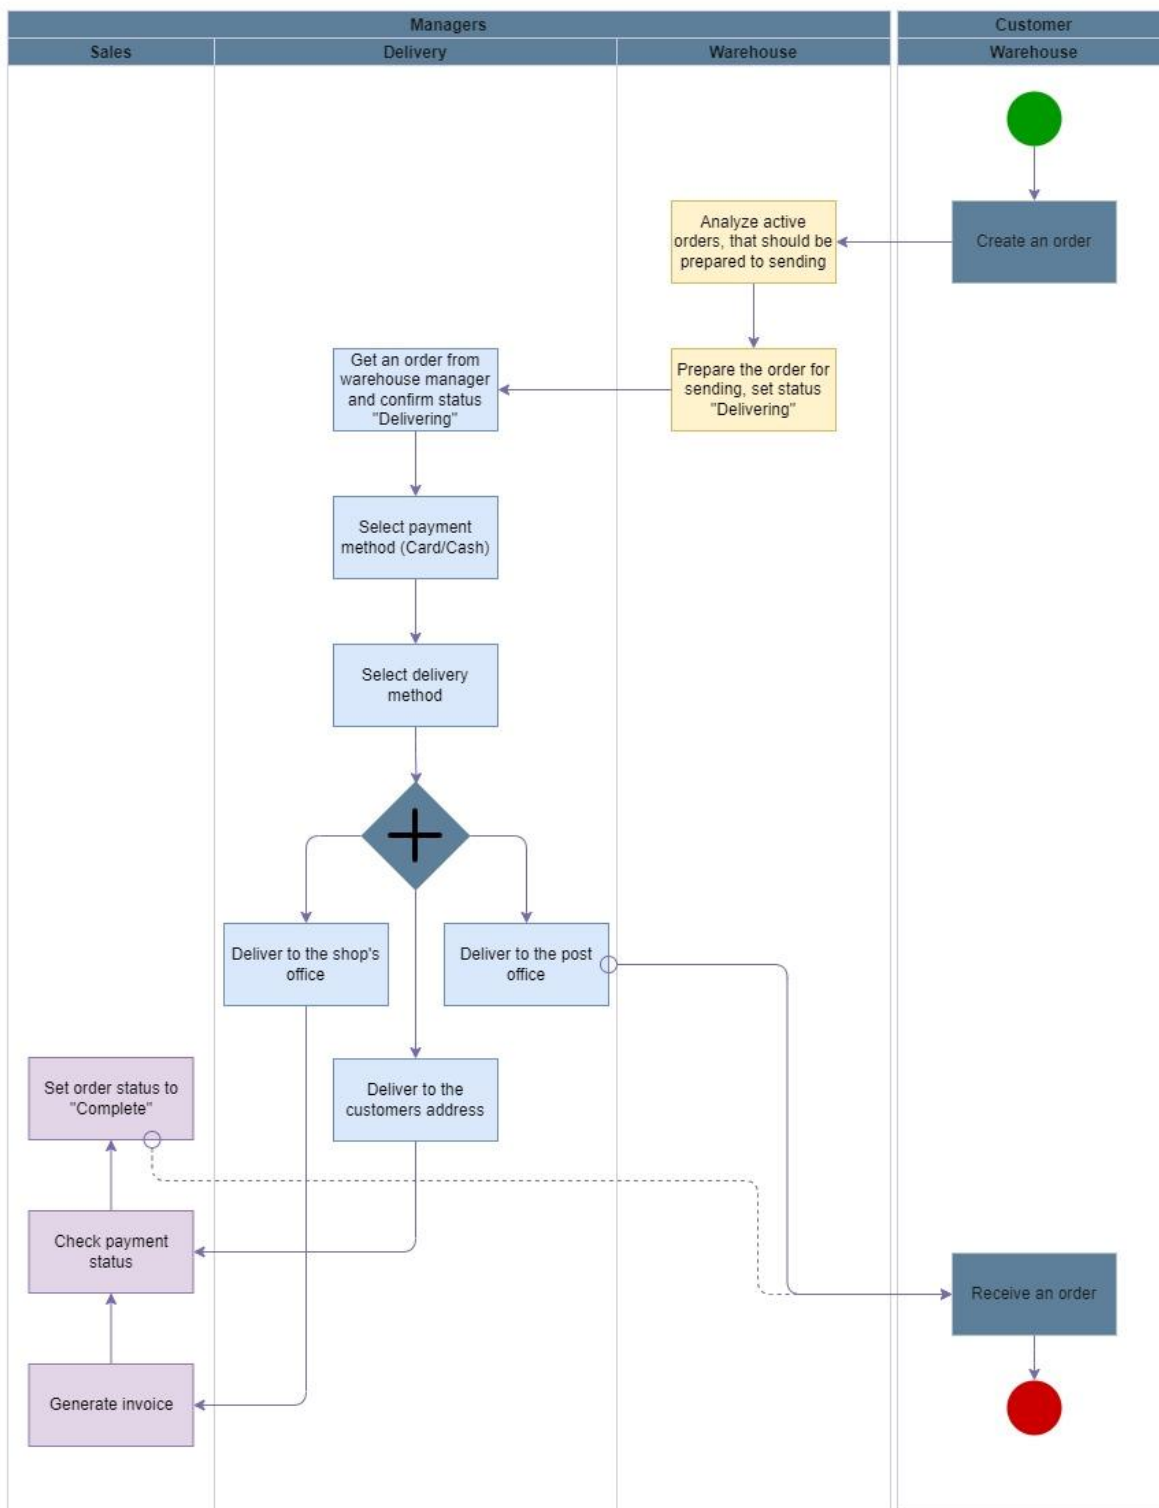 Managers
Customer
Sales
Delivery
Warehouse
Warehouse
Analyze active
orders, that should be
prepared to sending
Create an order
Get an order from
warehouse manager
and confirm status
"Delivering"
Prepare the order for
sending, set status
"Delivering"
Select payment
method (Card/Cash)
Select delivery
method
Deliver to the shop's
office
Deliver to the post
office
Set order status to
"Complete"
Deliver to the
customers address
Check payment
status
Receive an order
Generate invoice